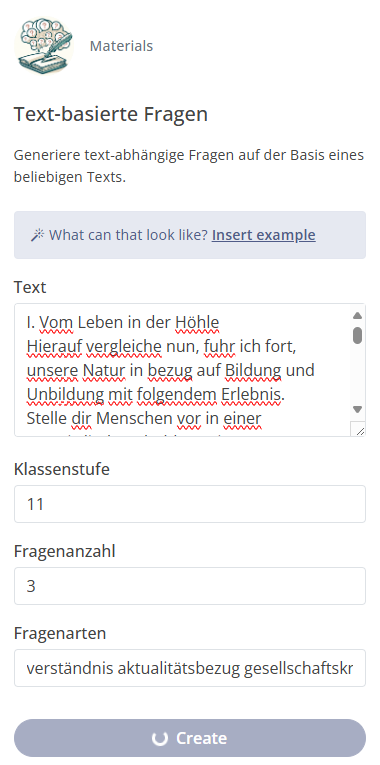 Materials
Text-basierte Fragen
Generiere text-abhängige Fragen auf der Basis eines
beliebigen Texts.
What can that look like? Insert example
Text
I. Vom Leben in der Höhle
Hierauf vergleiche nun, fuhr ich fort,
unsere Natur in bezug auf Bildung und
Unbildung mit folgendem Erlebnis.
Stelle dir Menschen vor in einer
Klassenstufe
11
Fragenanzahl
3
Fragenarten
verständnis aktualitätsbezug gesellschaftskr
Create